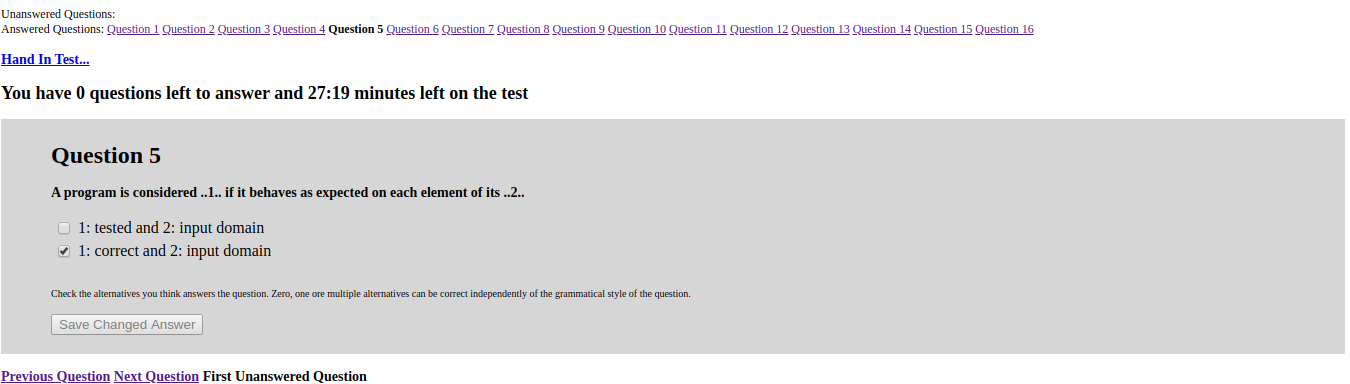 Unanswered Questions:
Answered Questions: Question 1 Question 2 Question 3 Question 4 Question 5 Question 6 Question 7 Question 8 Question 9 Question 10 Question 11 Question 12 Question 13 Question 14 Question 15 Question 16
Hand In Test...
You have 0 questions left to answer and 27:19 minutes left on the test
Question 5
A program is considered ..1.. if it behaves as expected on each element of its ..2..
1: tested and 2: input domain
1: correct and 2: input domain
Check the alternatives you think answers the question. Zero, one ore multiple alternatives can be correct independently of the grammatical style of the question.
Save Changed Answer
Previous Question Next Question First Unanswered Question